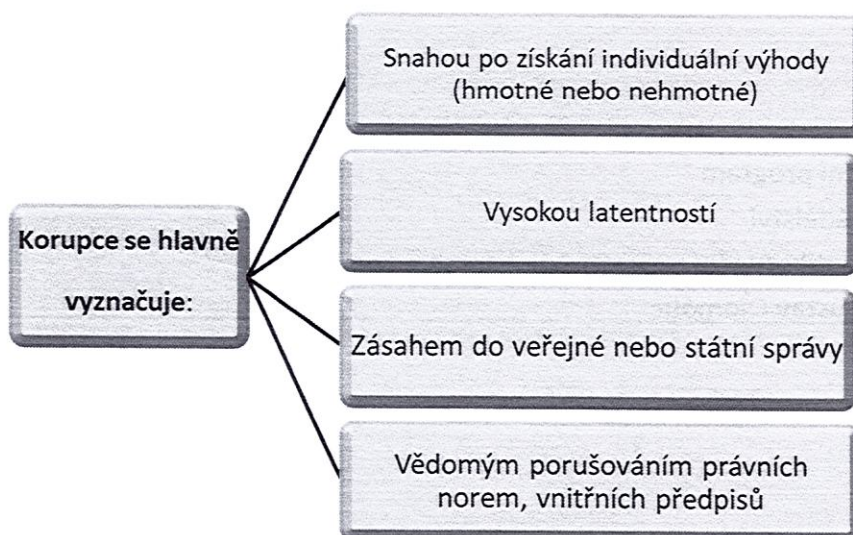 Korupce se hlavně
vyznačuje:
Snahou po získání individuální výhody
(hmotné nebo nehmotné)
Vysokou latentností
Zásahem do veřejné nebo státní správy
Vědomým porušováním právních
norem, vnitřních předpisů